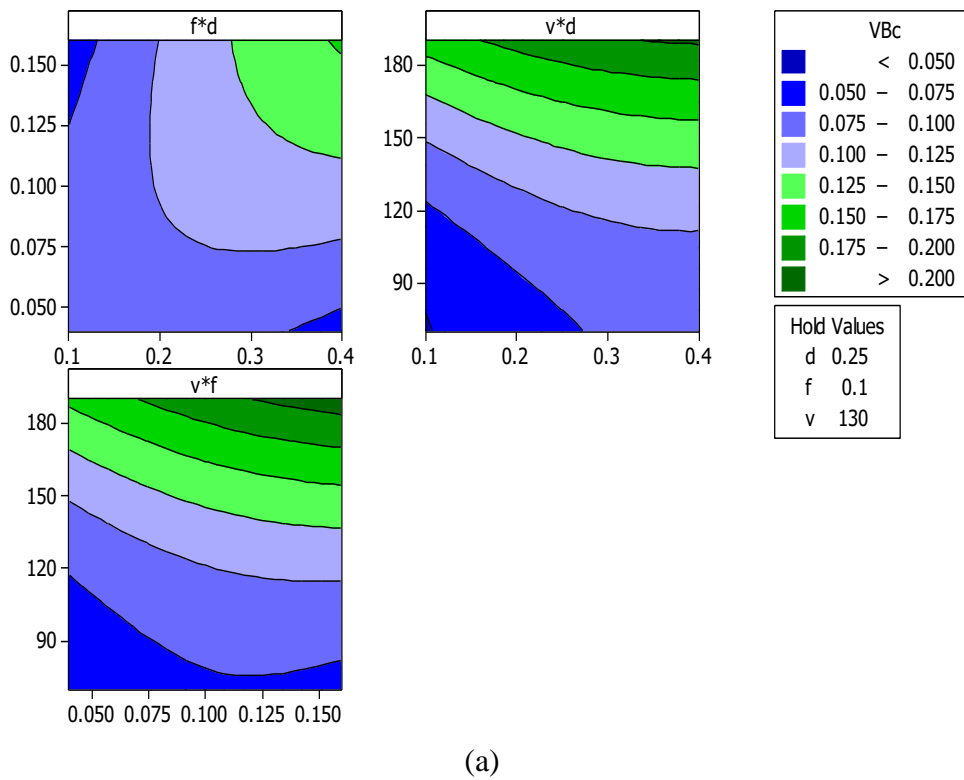 f*d
0.150
0.125
0.100
0.075
0.050
0.1 0.2 0.3 0.4
v*d
180
150
120
90
0.1 0.2 0.3 0.4
VBc
< 0.050
0.050 – 0.075
0.075 – 0.100
0.100 – 0.125
0.125 – 0.150
0.150 – 0.175
0.175 – 0.200
> 0.200
Hold Values
d 0.25
f 0.1
v 130
v*f
180
150
120
90
0.050 0.075 0.100 0.125 0.150
(a)